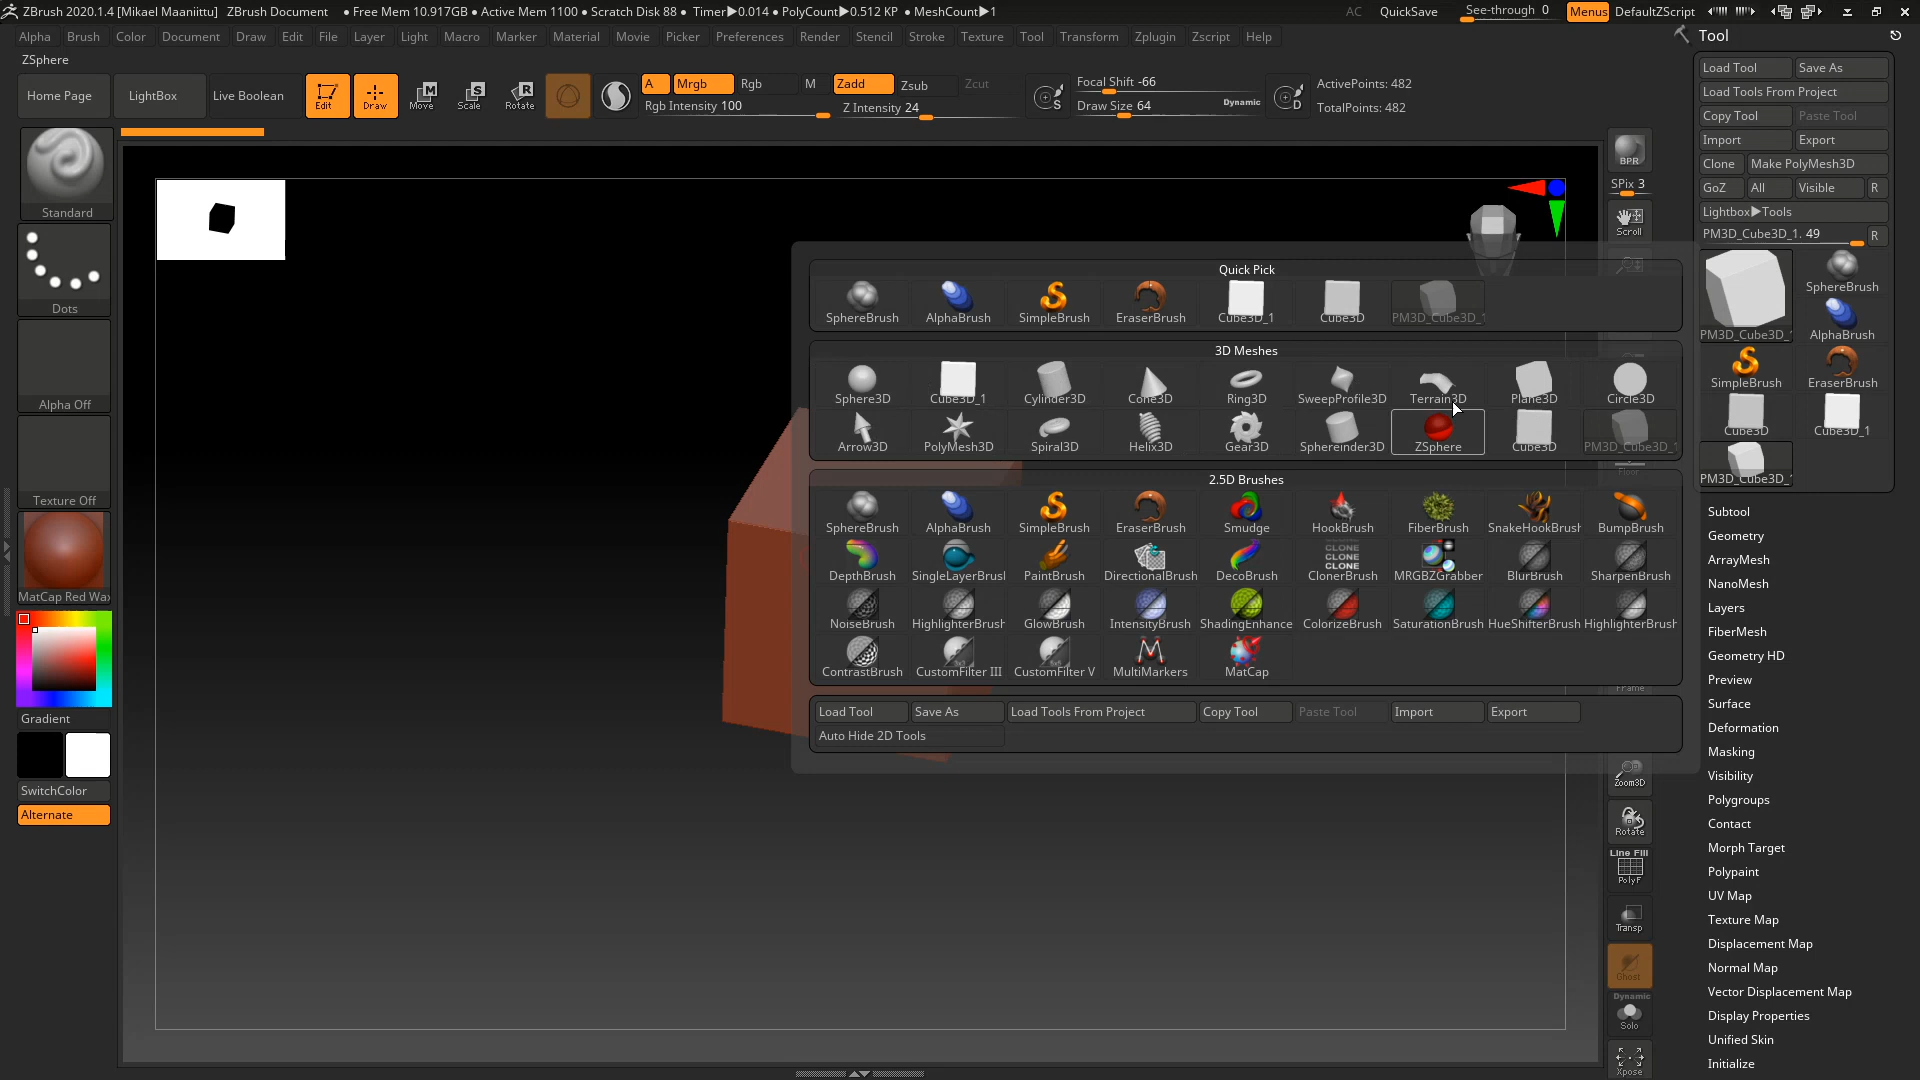 ZBrush 2020.1.4 [Mikael Maaniittu] ZBrush Document ● Free Mem 10.917GB ● Active Mem 1100 ● Scratch Disk 88 ● Timer▶0.014 ● PolyCount▶0.512 KP ● MeshCount▶1 AC QuickSave See-through 0 Menus DefaultZScript
Alpha Brush Color Document Draw Edit File Layer Light Macro Marker Material Movie Picker Preferences Render Stencil Stroke Texture Tool Transform Zplugin Zscript Help
ZSphere
Home Page LightBox Live Boolean Edit Draw Move Scale Rotate
A Mrgb Rgb M Zadd Zsub Zcut
Rgb Intensity 100 Z Intensity 24
S Focal Shift -66
Draw Size 64 Dynamic D
ActivePoints: 482
TotalPoints: 482
Standard
Dots
Alpha Off
Texture Off
MatCap Red Wax
Gradient
SwitchColor
Alternate
Quick Pick
SphereBrush AlphaBrush SimpleBrush EraserBrush Cube3D_1 Cube3D PM3D_Cube3D_1
3D Meshes
Sphere3D Cube3D_1 Cylinder3D Cone3D Ring3D SweepProfile3D Terrain3D Plane3D Circle3D
Arrow3D PolyMesh3D Spiral3D Helix3D Gear3D Sphereinder3D ZSphere Cube3D PM3D_Cube3D_1
2.5D Brushes
SphereBrush AlphaBrush SimpleBrush EraserBrush Smudge HookBrush FiberBrush SnakeHookBrush BumpBrush
CLONE
CLONE
CLONE
DepthBrush SingleLayerBrush PaintBrush DirectionalBrush DecoBrush ClonerBrush MRGBZGrabber BlurBrush SharpenBrush
NoiseBrush HighlighterBrush GlowBrush IntensityBrush ShadingEnhance ColorizeBrush SaturationBrush HueShifterBrush HighlighterBrush
ContrastBrush CustomFilter III CustomFilter V MultiMarkers MatCap
Load Tool Save As Load Tools From Project Copy Tool Paste Tool Import Export
Auto Hide 2D Tools
BPR
SPix 3
Scroll
Floor
Frame
Zoom3D
Rotate
Line Fill
PolyF
Transp
Ghost
Dynamic
Solo
Xpose
Tool
Load Tool Save As
Load Tools From Project
Copy Tool Paste Tool
Import Export
Clone Make PolyMesh3D
GoZ All Visible R
Lightbox▶Tools
PM3D_Cube3D_1. 49 R
SphereBrush
PM3D_Cube3D_1 AlphaBrush
SimpleBrush EraserBrush
Cube3D Cube3D_1
PM3D_Cube3D_1
Subtool
Geometry
ArrayMesh
NanoMesh
Layers
FiberMesh
Geometry HD
Preview
Surface
Deformation
Masking
Visibility
Polygroups
Contact
Morph Target
Polypaint
UV Map
Texture Map
Displacement Map
Normal Map
Vector Displacement Map
Display Properties
Unified Skin
Initialize